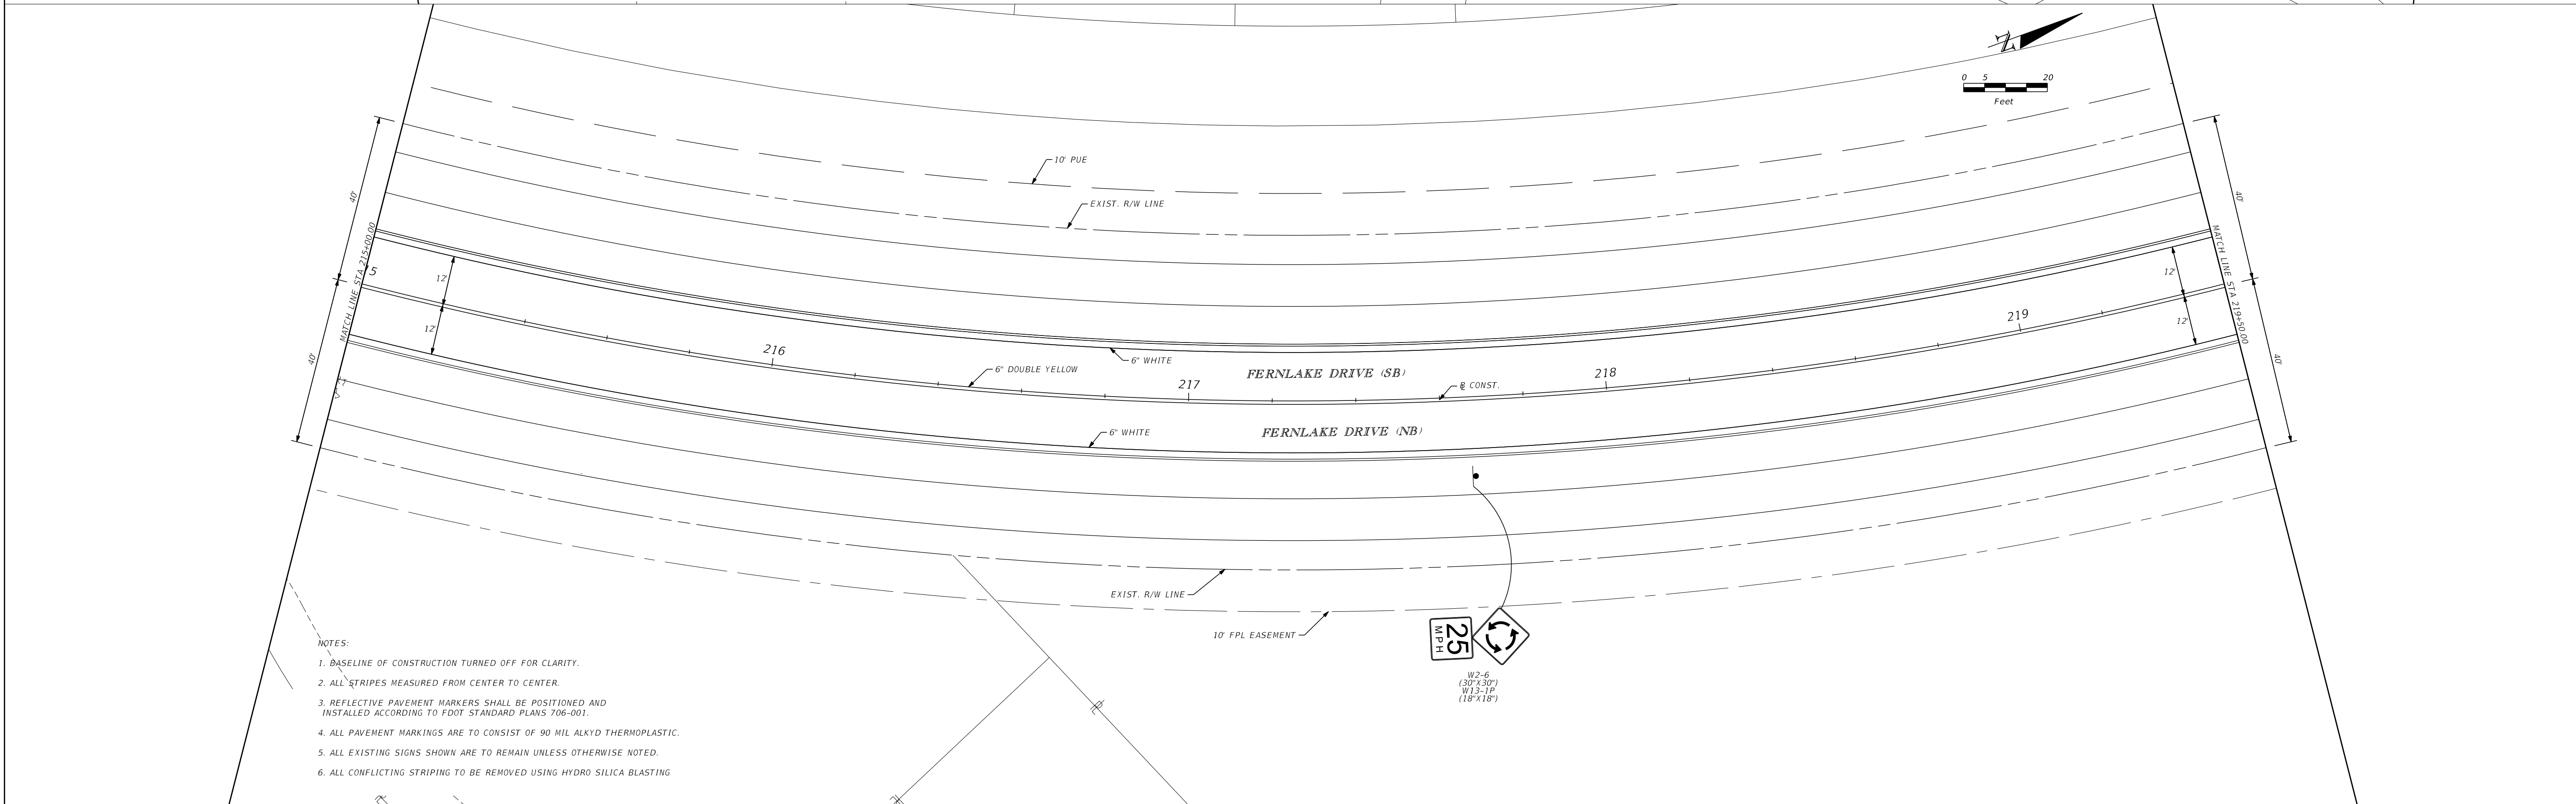 N
0 5 20
Feet
10' PUE
EXIST. R/W LINE
40'
40'
MATCH LINE STA 215+00.00
5
12'
12'
216
217
218
219
6" WHITE
6" DOUBLE YELLOW
FERNLAKE DRIVE (SB)
℄ CONST.
6" WHITE
FERNLAKE DRIVE (NB)
12'
12'
MATCH LINE STA 219+50.00
40'
40'
EXIST. R/W LINE
10' FPL EASEMENT
25
MPH
W2-6
(30"X30")
W13-1P
(18"X18")
NOTES:
1. BASELINE OF CONSTRUCTION TURNED OFF FOR CLARITY.
2. ALL STRIPES MEASURED FROM CENTER TO CENTER.
3. REFLECTIVE PAVEMENT MARKERS SHALL BE POSITIONED AND
INSTALLED ACCORDING TO FDOT STANDARD PLANS 706-001.
4. ALL PAVEMENT MARKINGS ARE TO CONSIST OF 90 MIL ALKYD THERMOPLASTIC.
5. ALL EXISTING SIGNS SHOWN ARE TO REMAIN UNLESS OTHERWISE NOTED.
6. ALL CONFLICTING STRIPING TO BE REMOVED USING HYDRO SILICA BLASTING